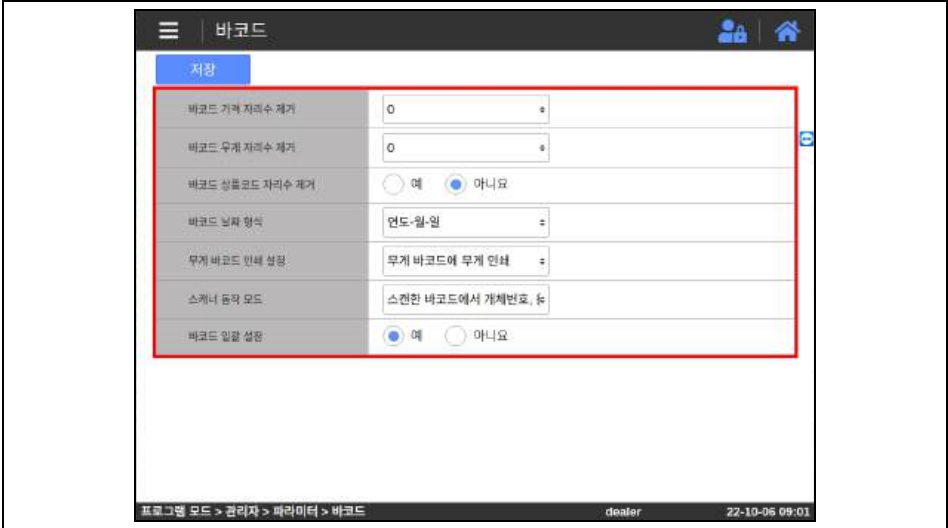 바코드
저장
바코드 가격 자리수 제거 0
바코드 무게 자리수 제거 0
바코드 상품코드 자리수 제거 예 아니요
바코드 날짜 형식 연도-월-일
무게 바코드 인쇄 설정 무게 바코드에 무게 인쇄
스캐너 동작 모드 스캔한 바코드에서 개체번호,
바코드 일괄 설정 예 아니요
프로그램 모드 > 관리자 > 파라미터 > 바코드 dealer 22-10-06 09:01